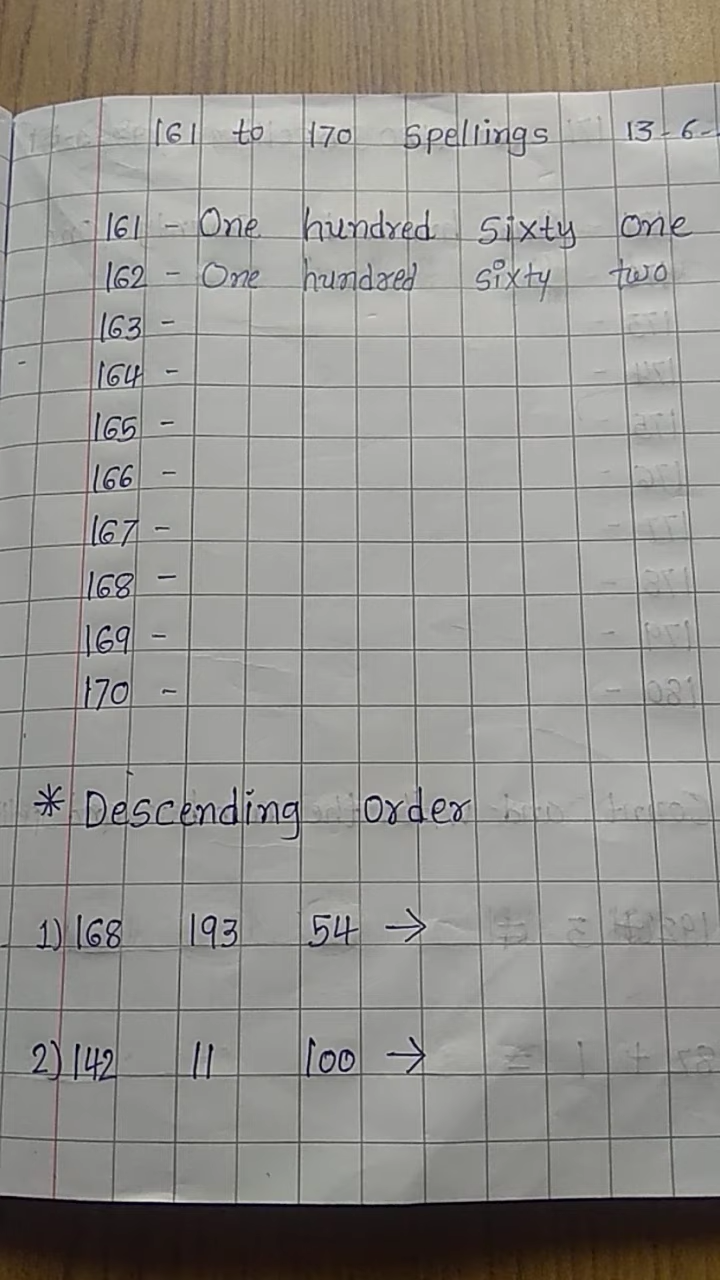 161 to 170 Spellings 13-6-
161 - One hundred sixty one
162 - One hundred sixty two
163 -
164 -
165 -
166 -
167 -
168 -
169 -
170 -
* Descending order
1) 168 193 54 →
2) 142 11 100 →